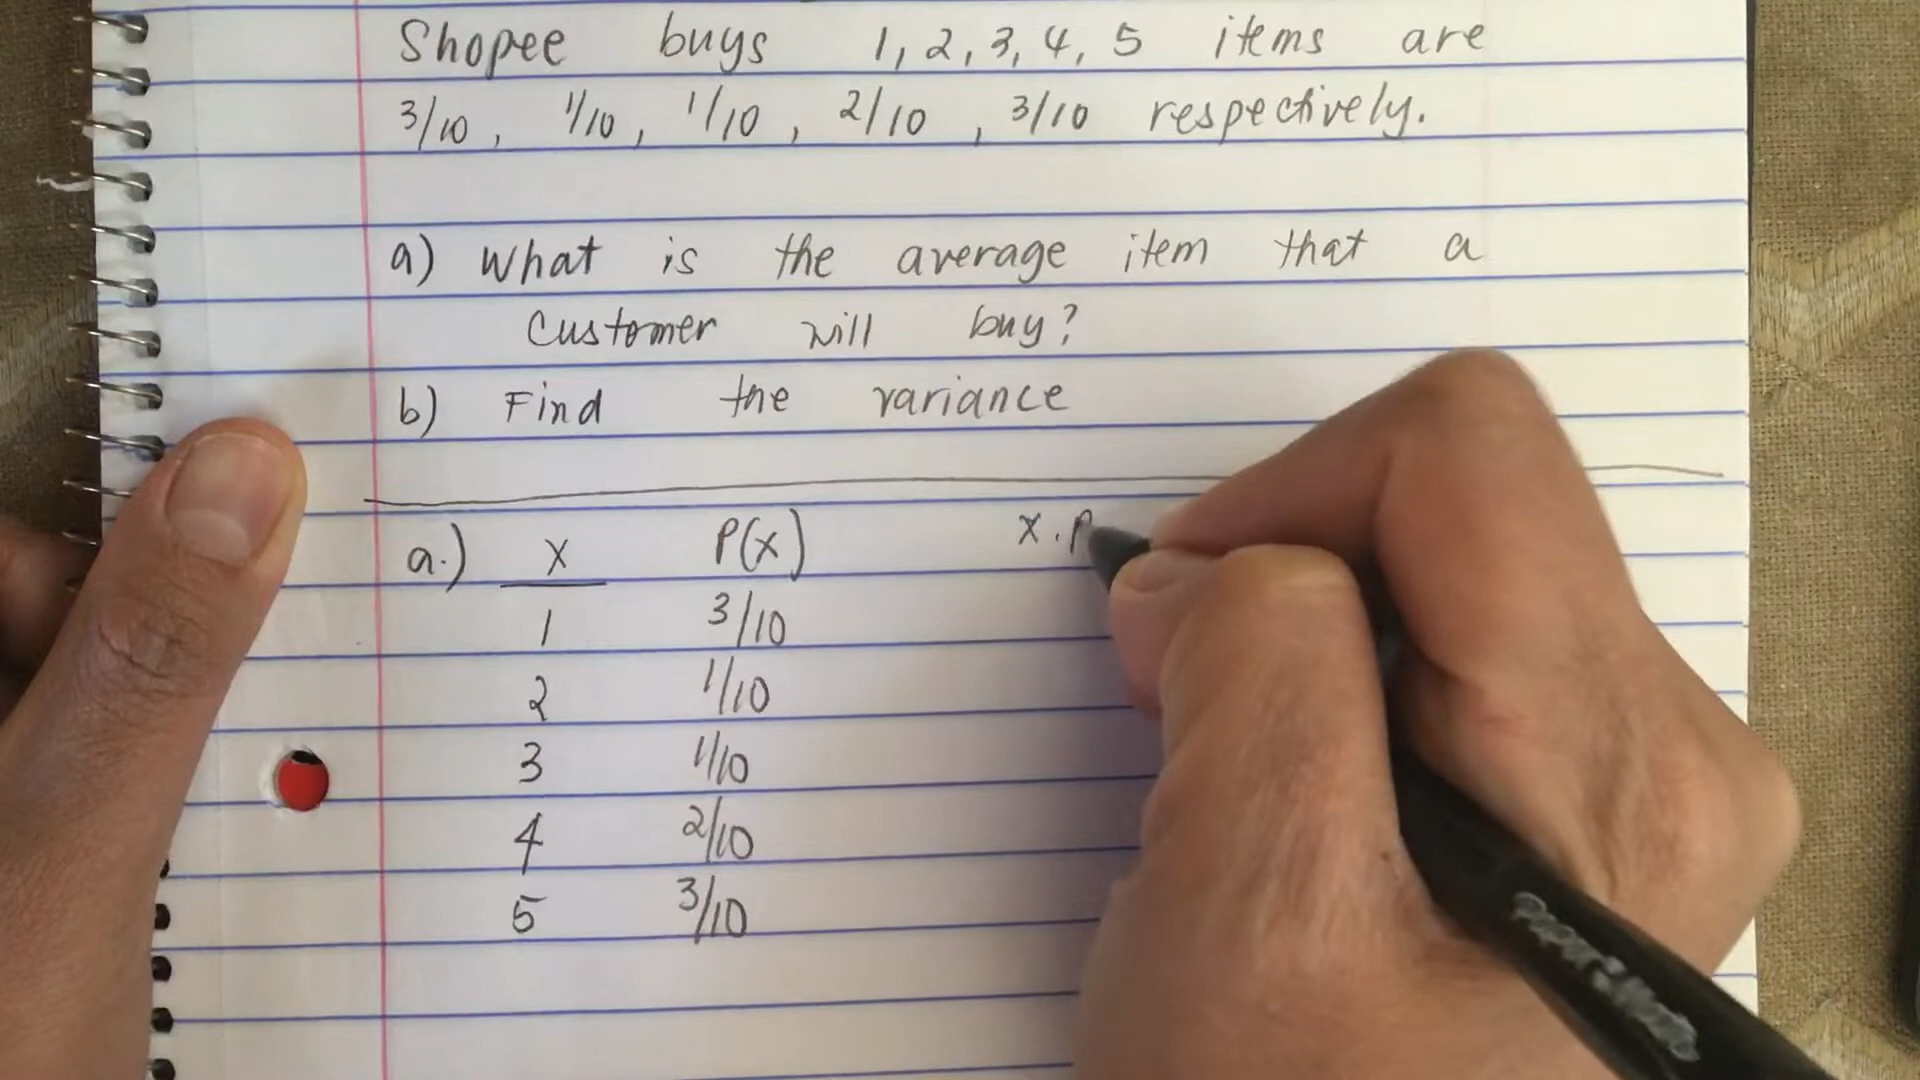 Shopee buys 1, 2, 3, 4, 5 items are
3/10, 1/10, 1/10, 2/10, 3/10 respectively.
a) What is the average item that a
customer will buy?
b) Find the variance
a.) X P(X) X.P
1 3/10
2 1/10
3 1/10
4 2/10
5 3/10